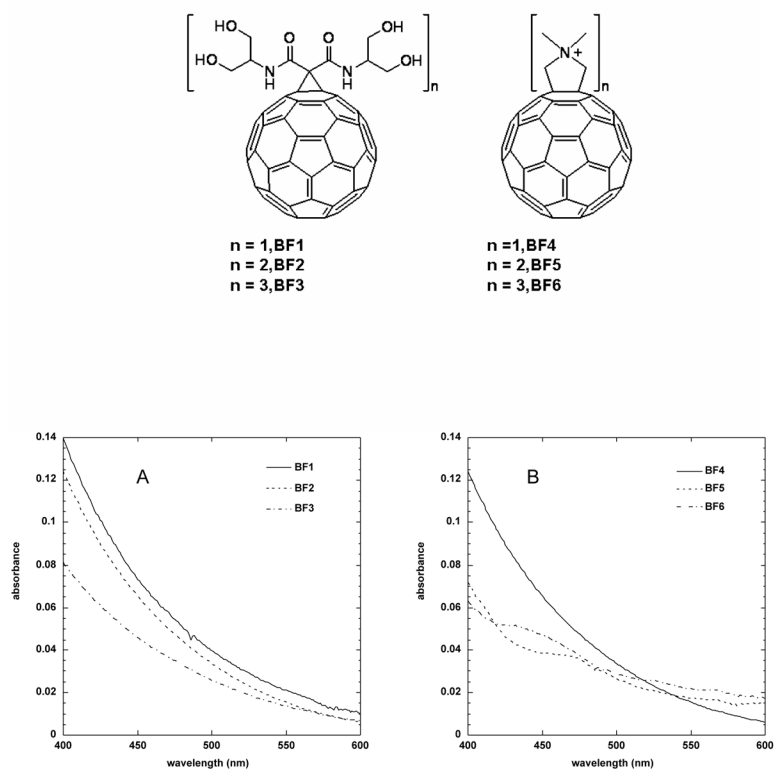 HO
HO
O
O
N
H
N
H
OH
OH
n
N+
n
n = 1,BF1
n = 2,BF2
n = 3,BF3
n =1,BF4
n = 2,BF5
n = 3,BF6
A
BF1
BF2
BF3
0.14
0.12
0.1
0.08
0.06
0.04
0.02
0
absorbance
400
450
500
550
600
wavelength (nm)
B
BF4
BF5
BF6
0.14
0.12
0.1
0.08
0.06
0.04
0.02
0
absorbance
400
450
500
550
600
wavelength (nm)